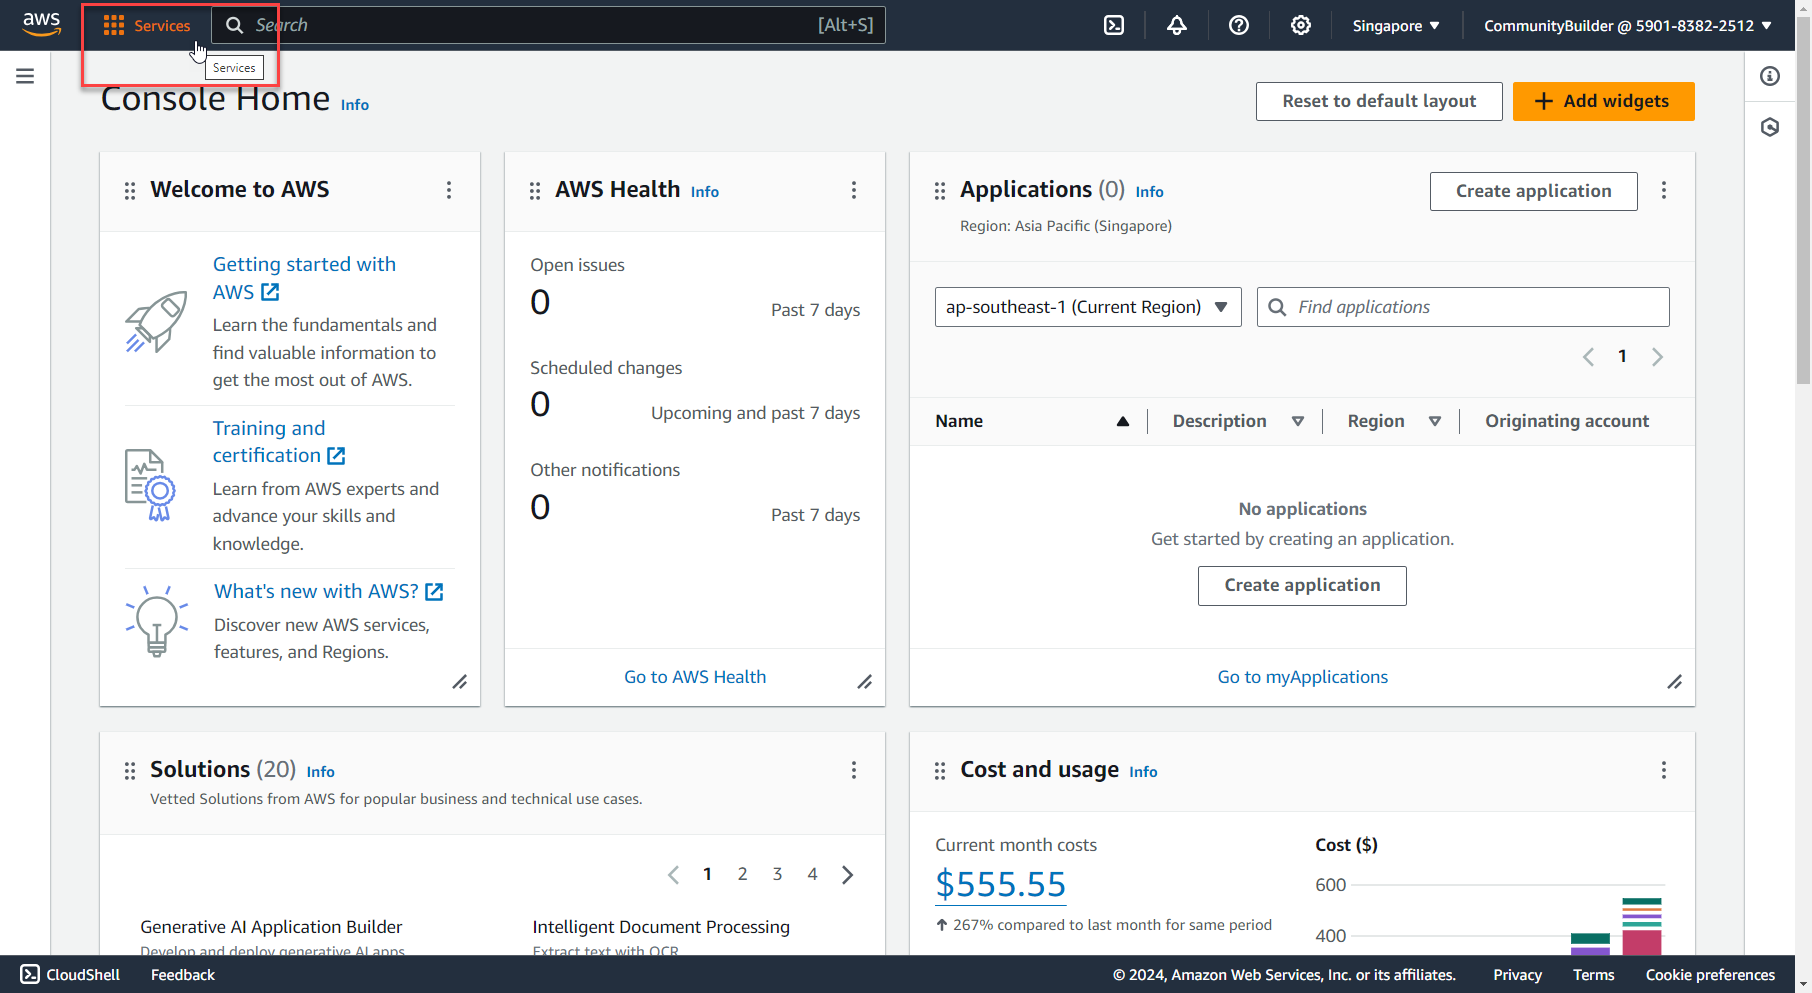 aws
Services
Search
[Alt+S]
Singapore
CommunityBuilder @ 5901-8382-2512
Services
Console Home
Info
Reset to default layout
Add widgets
Welcome to AWS
Getting started with
AWS
Learn the fundamentals and
find valuable information to
get the most out of AWS.
Training and
certification
Learn from AWS experts and
advance your skills and
knowledge.
What's new with AWS?
Discover new AWS services,
features, and Regions.
AWS Health
Info
Open issues
0
Past 7 days
Scheduled changes
0
Upcoming and past 7 days
Other notifications
0
Past 7 days
Go to AWS Health
Applications (0)
Info
Create application
Region: Asia Pacific (Singapore)
ap-southeast-1 (Current Region)
Find applications
1
Name
Description
Region
Originating account
No applications
Get started by creating an application.
Create application
Go to myApplications
Solutions (20)
Info
Vetted Solutions from AWS for popular business and technical use cases.
1
2
3
4
Generative AI Application Builder
Develop and deploy generative AI apps
Intelligent Document Processing
Extract text with OCR
Cost and usage
Info
Current month costs
$555.55
267% compared to last month for same period
Cost ($)
600
400
CloudShell
Feedback
© 2024, Amazon Web Services, Inc. or its affiliates.
Privacy
Terms
Cookie preferences